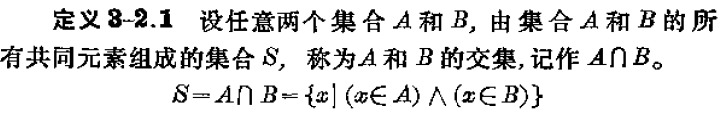 定义3-2.1 设任意两个集合 A 和 B, 由集合 A 和 B 的所
有共同元素组成的集合 S, 称为 A 和 B 的交集,记作 A∩B。
S=A∩B={x| (x∈A)∧(x∈B)}